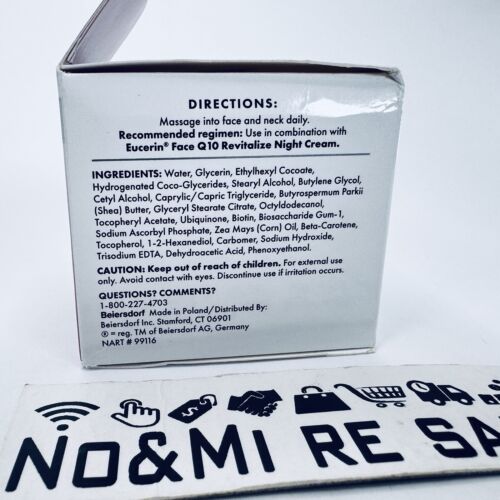 DIRECTIONS:
Massage into face and neck daily.
Recommended regimen: Use in combination with
Eucerin® Face Q10 Revitalize Night Cream.
INGREDIENTS: Water, Glycerin, Ethylhexyl Cocoate,
Hydrogenated Coco-Glycerides, Stearyl Alcohol, Butylene Glycol,
Cetyl Alcohol, Caprylic/ Capric Triglyceride, Butyrospermum Parkii
(Shea) Butter, Glyceryl Stearate Citrate, Octyldodecanol,
Tocopheryl Acetate, Ubiquinone, Biotin, Biosaccharide Gum-1,
Sodium Ascorbyl Phosphate, Zea Mays (Corn) Oil, Beta-Carotene,
Tocopherol, 1-2-Hexanediol, Carbomer, Sodium Hydroxide,
Trisodium EDTA, Dehydroacetic Acid, Phenoxyethanol.
CAUTION: Keep out of reach of children. For external use
only. Avoid contact with eyes. Discontinue use if irritation occurs.
QUESTIONS? COMMENTS?
1-800-227-4703
Beiersdorf Made in Poland/Distributed By:
Beiersdorf Inc. Stamford, CT 06901
® = reg. TM of Beiersdorf AG, Germany
NART # 99116
NO&MI RE SA